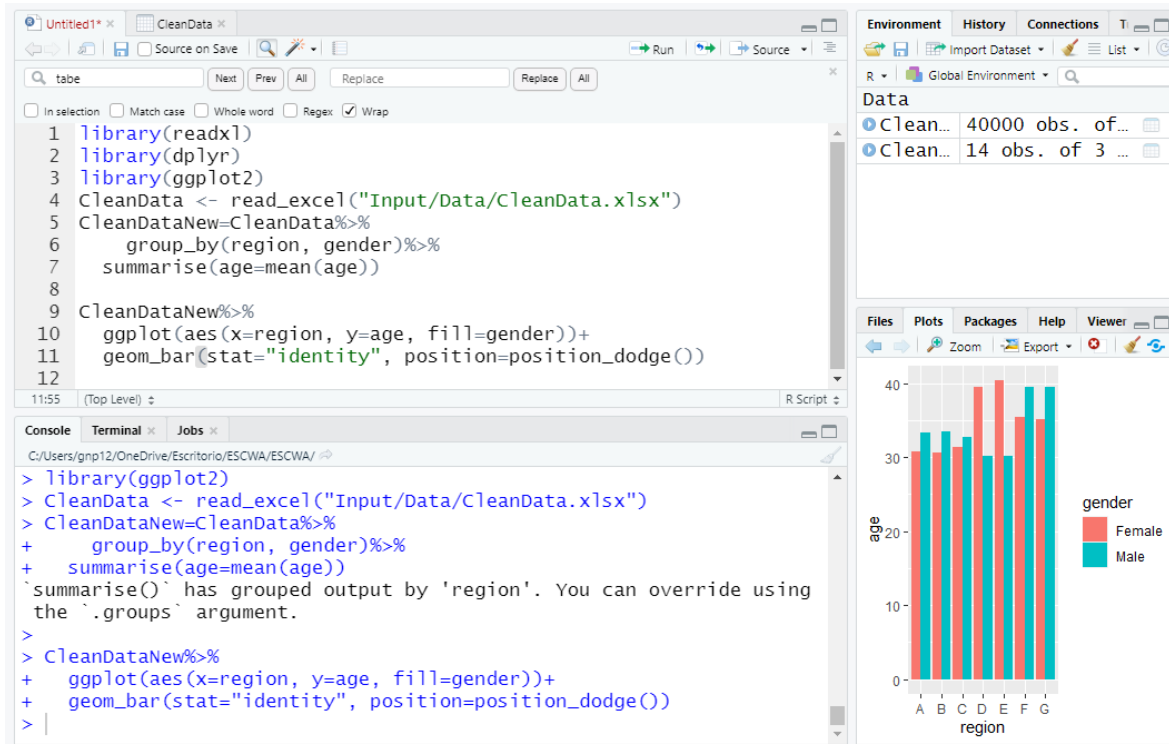 Untitled1* × CleanData ×
Source on Save Run Source
tabe Next Prev All Replace Replace All
In selection Match case Whole word Regex Wrap
1 library(readxl)
2 library(dplyr)
3 library(ggplot2)
4 CleanData <- read_excel("Input/Data/CleanData.xlsx")
5 CleanDataNew=CleanData%>%
6 group_by(region, gender)%>%
7 summarise(age=mean(age))
8
9 CleanDataNew%>%
10 ggplot(aes(x=region, y=age, fill=gender))+
11 geom_bar(stat="identity", position=position_dodge())
12
11:55 (Top Level) R Script
Console Terminal × Jobs ×
C:/Users/gnp12/OneDrive/Escritorio/ESCWA/ESCWA/
> library(ggplot2)
> CleanData <- read_excel("Input/Data/CleanData.xlsx")
> CleanDataNew=CleanData%>%
+ group_by(region, gender)%>%
+ summarise(age=mean(age))
`summarise()` has grouped output by 'region'. You can override using
the `.groups` argument.
>
> CleanDataNew%>%
+ ggplot(aes(x=region, y=age, fill=gender))+
+ geom_bar(stat="identity", position=position_dodge())
>
Environment History Connections
Import Dataset List
R Global Environment
Data
Clean… 40000 obs. of…
Clean… 14 obs. of 3 …
Files Plots Packages Help Viewer
Zoom Export
40
30
20
10
0
age
A B C D E F G
region
gender
Female
Male